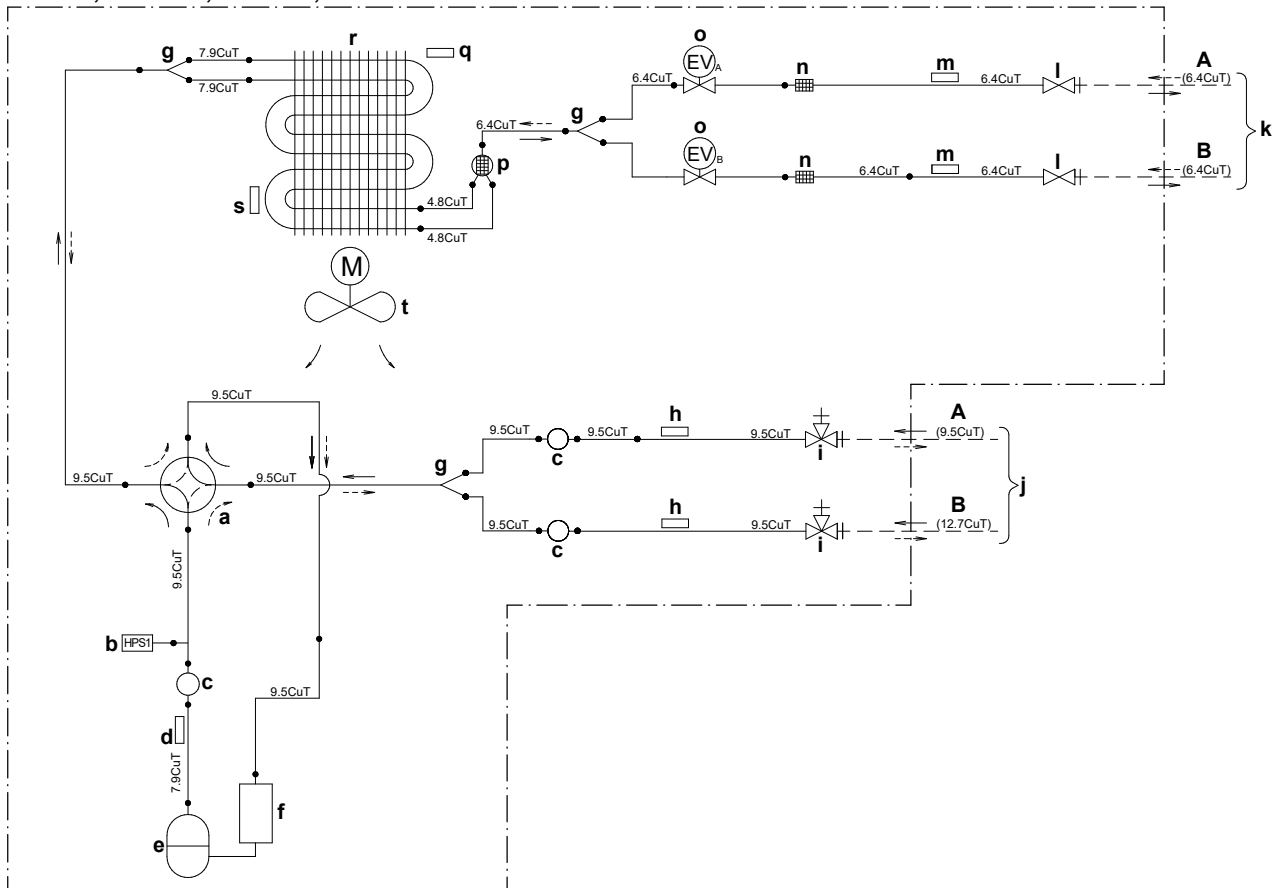 g
7.9CuT
r
q
7.9CuT
o
EVA
n
m
l
A
6.4CuT
6.4CuT
(6.4CuT)
g
6.4CuT
k
o
EVB
n
m
l
B
6.4CuT
6.4CuT
(6.4CuT)
p
s
4.8CuT
4.8CuT
M
t
9.5CuT
h
A
9.5CuT
9.5CuT
9.5CuT
(9.5CuT)
c
i
g
9.5CuT
9.5CuT
a
j
h
B
9.5CuT
9.5CuT
(12.7CuT)
c
i
9.5CuT
b
HPS1
c
9.5CuT
d
7.9CuT
f
e